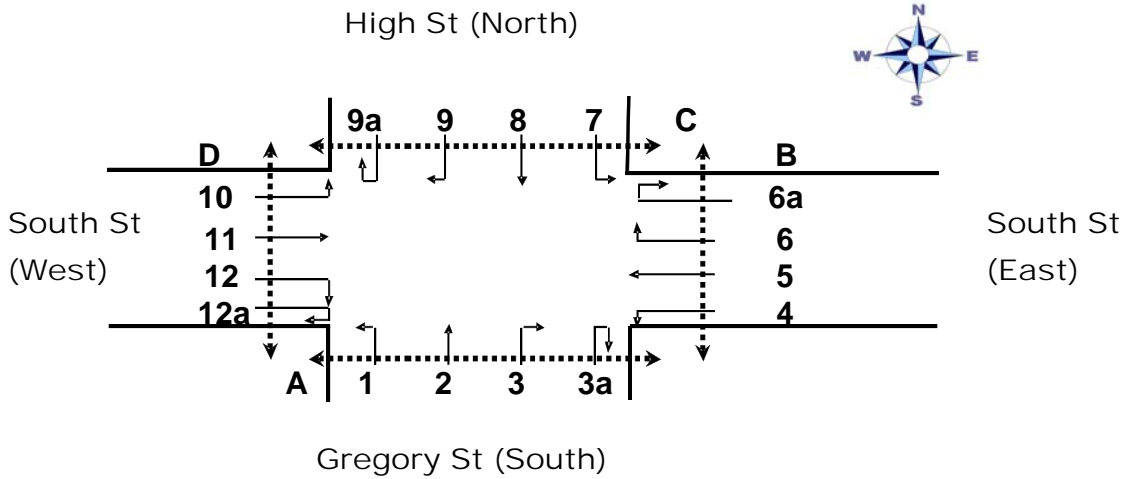 High St (North)
N
W E
S
9a 9 8 7 C
D B
10 6a
South St
(West)
11 6
12 5
12a 4
South St
(East)
A 1 2 3 3a
Gregory St (South)